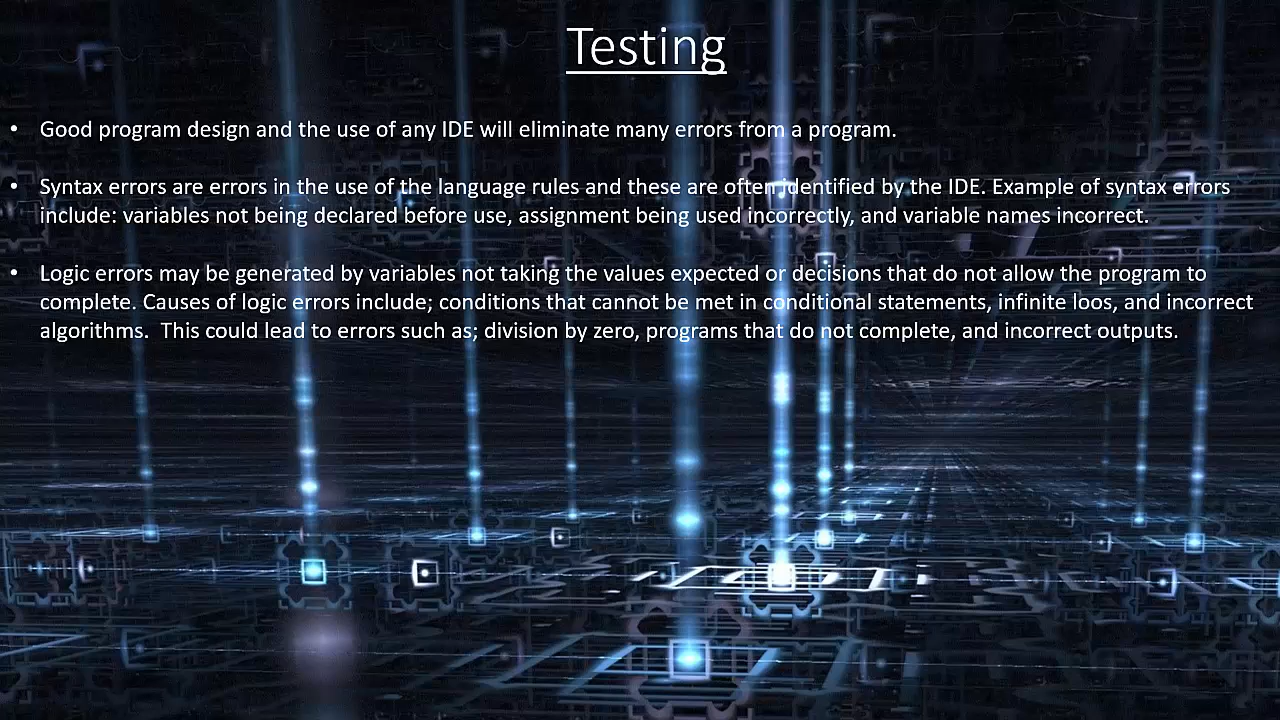 Testing
• Good program design and the use of any IDE will eliminate many errors from a program.
• Syntax errors are errors in the use of the language rules and these are often identified by the IDE. Example of syntax errors
include: variables not being declared before use, assignment being used incorrectly, and variable names incorrect.
• Logic errors may be generated by variables not taking the values expected or decisions that do not allow the program to
complete. Causes of logic errors include; conditions that cannot be met in conditional statements, infinite loos, and incorrect
algorithms.  This could lead to errors such as; division by zero, programs that do not complete, and incorrect outputs.